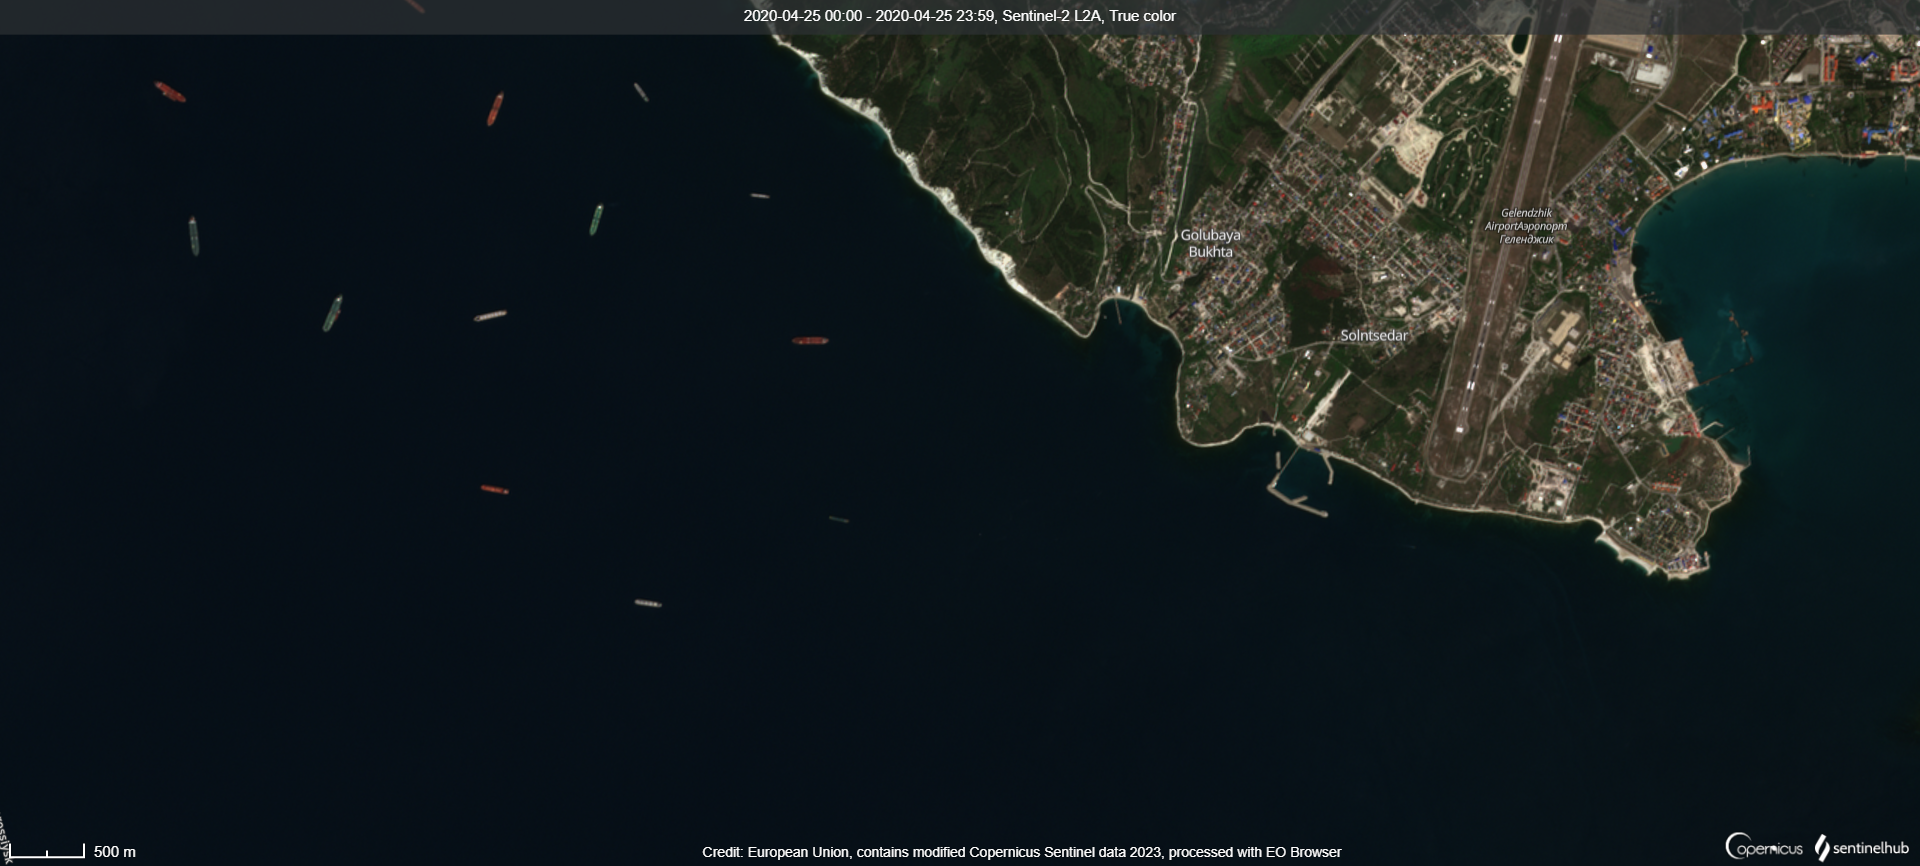 2020-04-25 00:00 - 2020-04-25 23:59, Sentinel-2 L2A, True color
Gelendzhik
AirportАэропорт
Геленджик
Golubaya
Bukhta
Solntsedar
500 m
Credit: European Union, contains modified Copernicus Sentinel data 2023, processed with EO Browser
Copernicus
sentinelhub